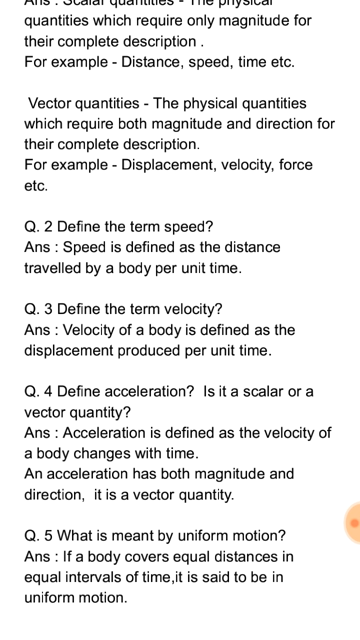 Ans : Scalar quantities - The physical
quantities which require only magnitude for
their complete description .
For example - Distance, speed, time etc.
Vector quantities - The physical quantities
which require both magnitude and direction for
their complete description.
For example - Displacement, velocity, force
etc.
Q. 2 Define the term speed?
Ans : Speed is defined as the distance
travelled by a body per unit time.
Q. 3 Define the term velocity?
Ans : Velocity of a body is defined as the
displacement produced per unit time.
Q. 4 Define acceleration?  Is it a scalar or a
vector quantity?
Ans : Acceleration is defined as the velocity of
a body changes with time.
An acceleration has both magnitude and
direction,  it is a vector quantity.
Q. 5 What is meant by uniform motion?
Ans : If a body covers equal distances in
equal intervals of time,it is said to be in
uniform motion.